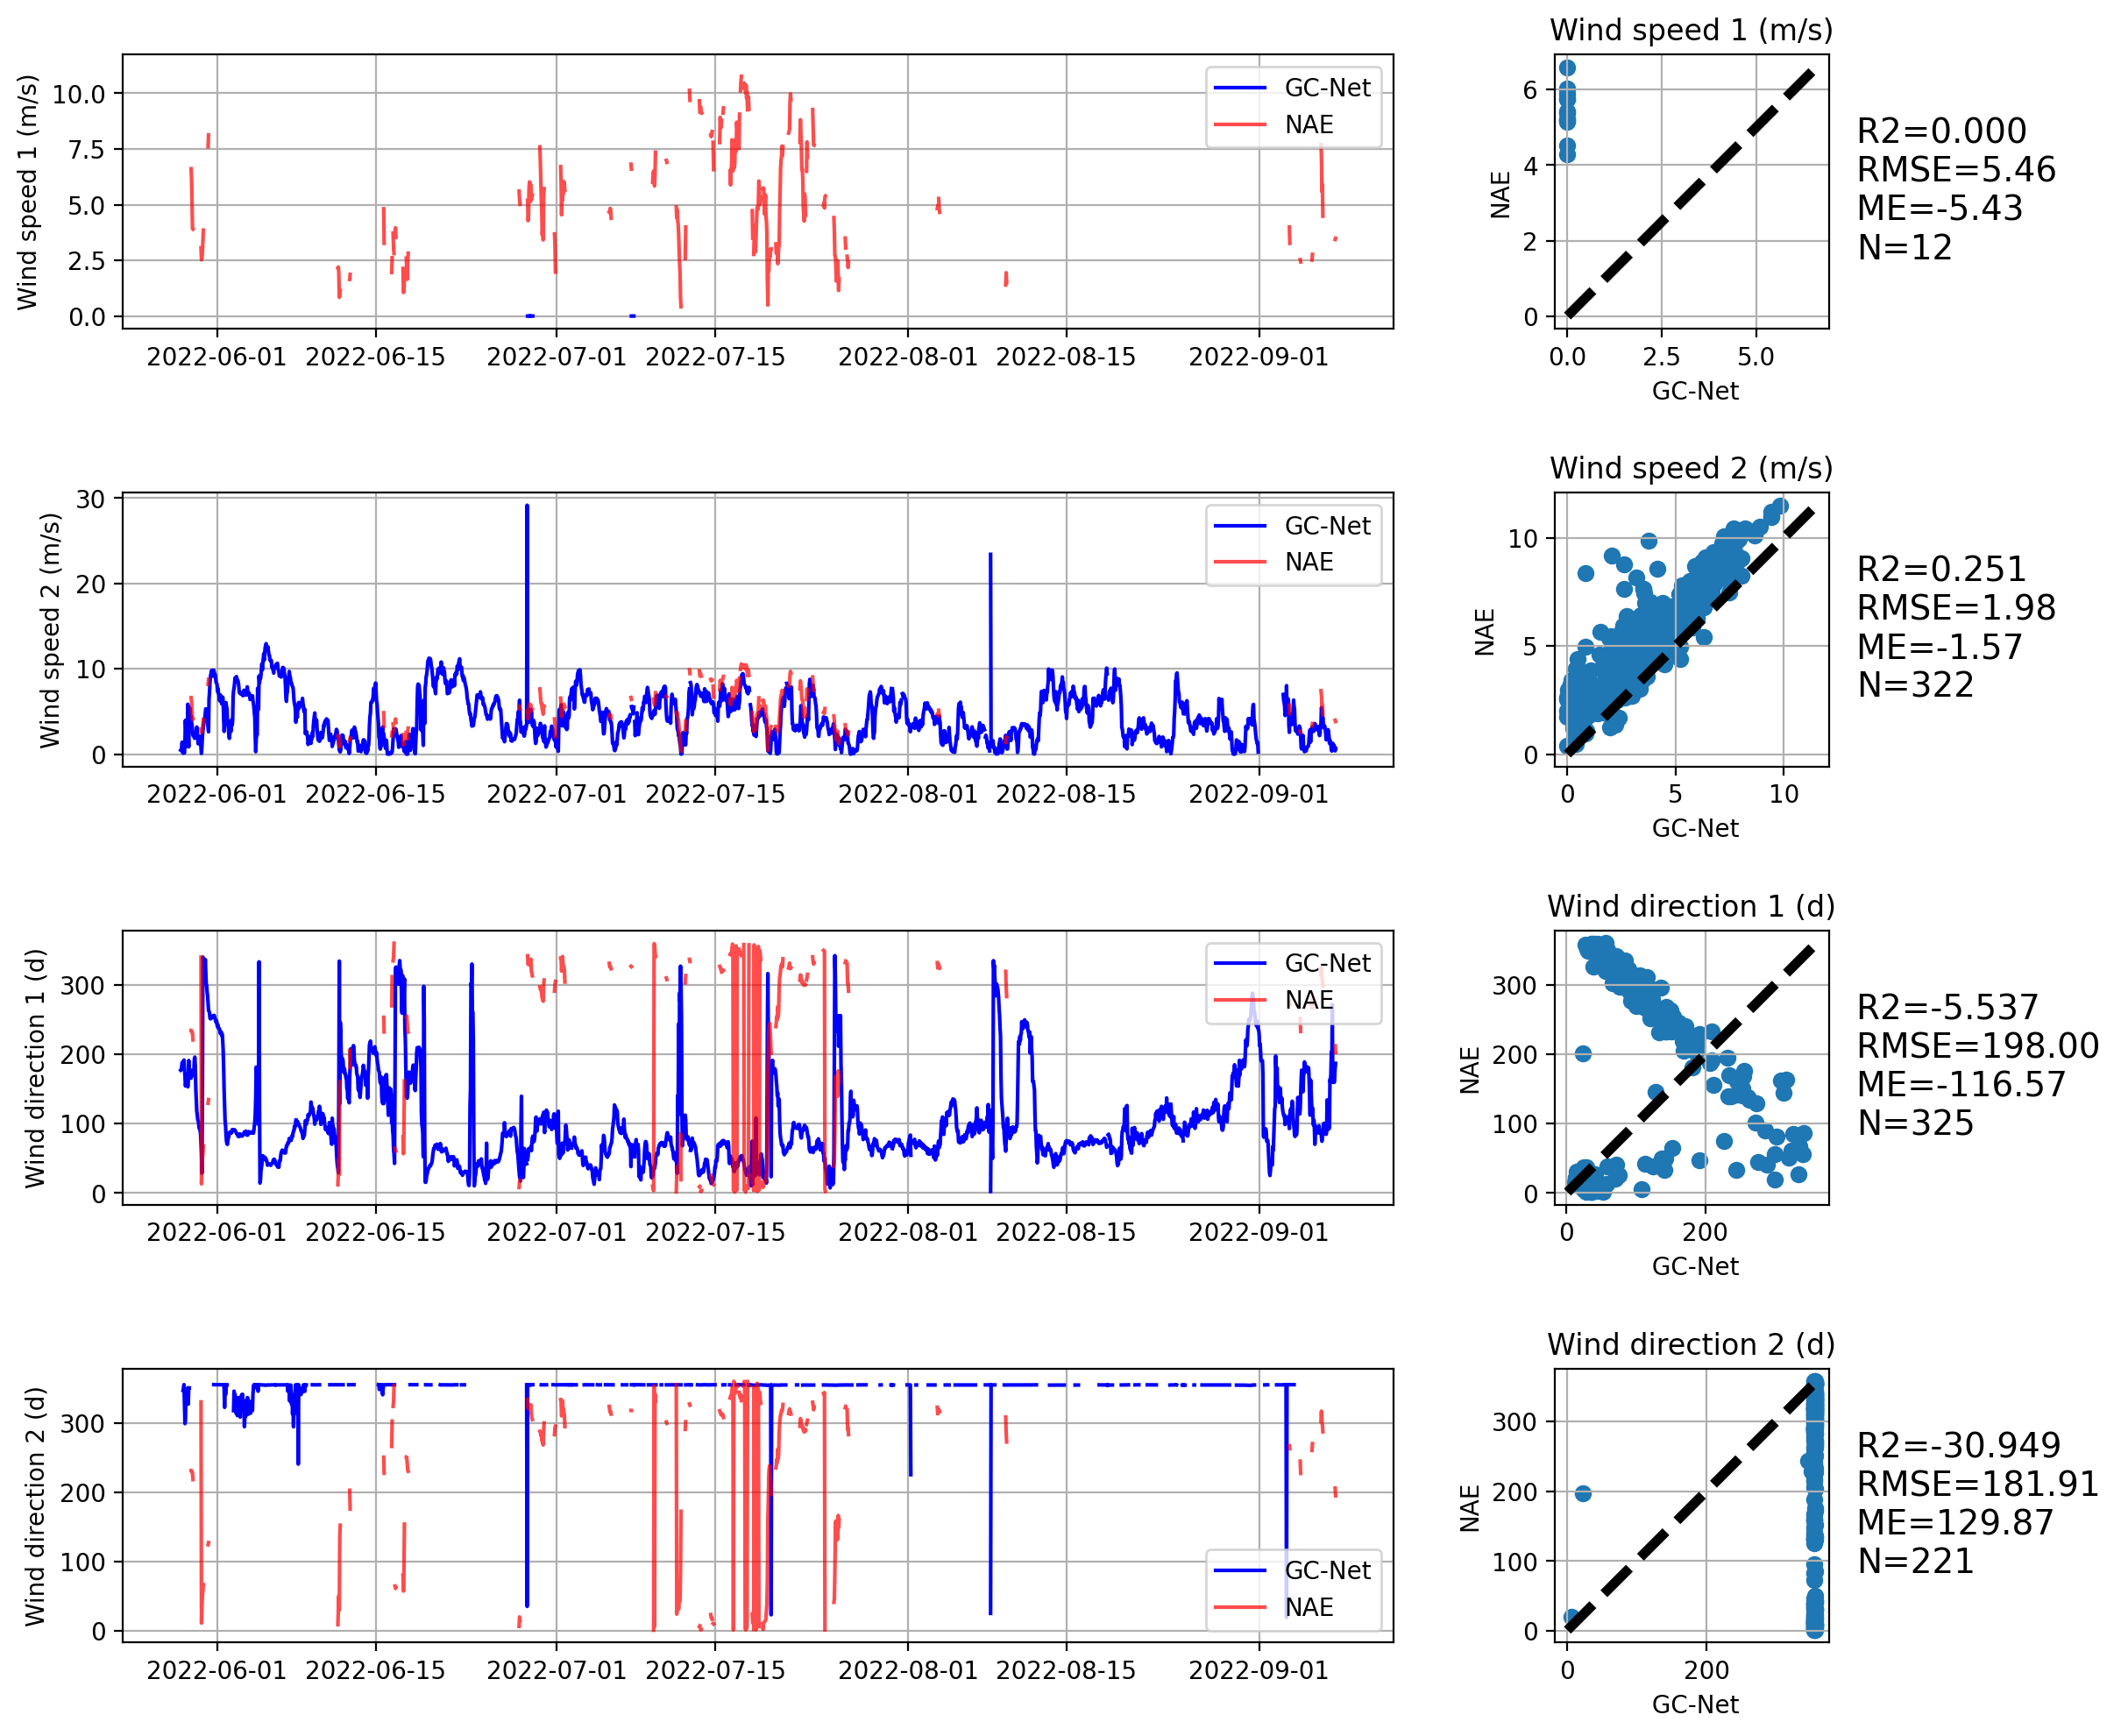 Wind speed 1 (m/s)
10.0
7.5
5.0
2.5
0.0
GC-Net
NAE
2022-06-01 2022-06-15 2022-07-01 2022-07-15 2022-08-01 2022-08-15 2022-09-01
Wind speed 1 (m/s)
NAE
6
4
2
0
0.0 2.5 5.0
GC-Net
R2=0.000
RMSE=5.46
ME=-5.43
N=12
Wind speed 2 (m/s)
30
20
10
0
GC-Net
NAE
2022-06-01 2022-06-15 2022-07-01 2022-07-15 2022-08-01 2022-08-15 2022-09-01
Wind speed 2 (m/s)
NAE
10
5
0
0 5 10
GC-Net
R2=0.251
RMSE=1.98
ME=-1.57
N=322
Wind direction 1 (d)
300
200
100
0
GC-Net
NAE
2022-06-01 2022-06-15 2022-07-01 2022-07-15 2022-08-01 2022-08-15 2022-09-01
Wind direction 1 (d)
NAE
300
200
100
0
0 200
GC-Net
R2=-5.537
RMSE=198.00
ME=-116.57
N=325
Wind direction 2 (d)
300
200
100
0
GC-Net
NAE
2022-06-01 2022-06-15 2022-07-01 2022-07-15 2022-08-01 2022-08-15 2022-09-01
Wind direction 2 (d)
NAE
300
200
100
0
0 200
GC-Net
R2=-30.949
RMSE=181.91
ME=129.87
N=221